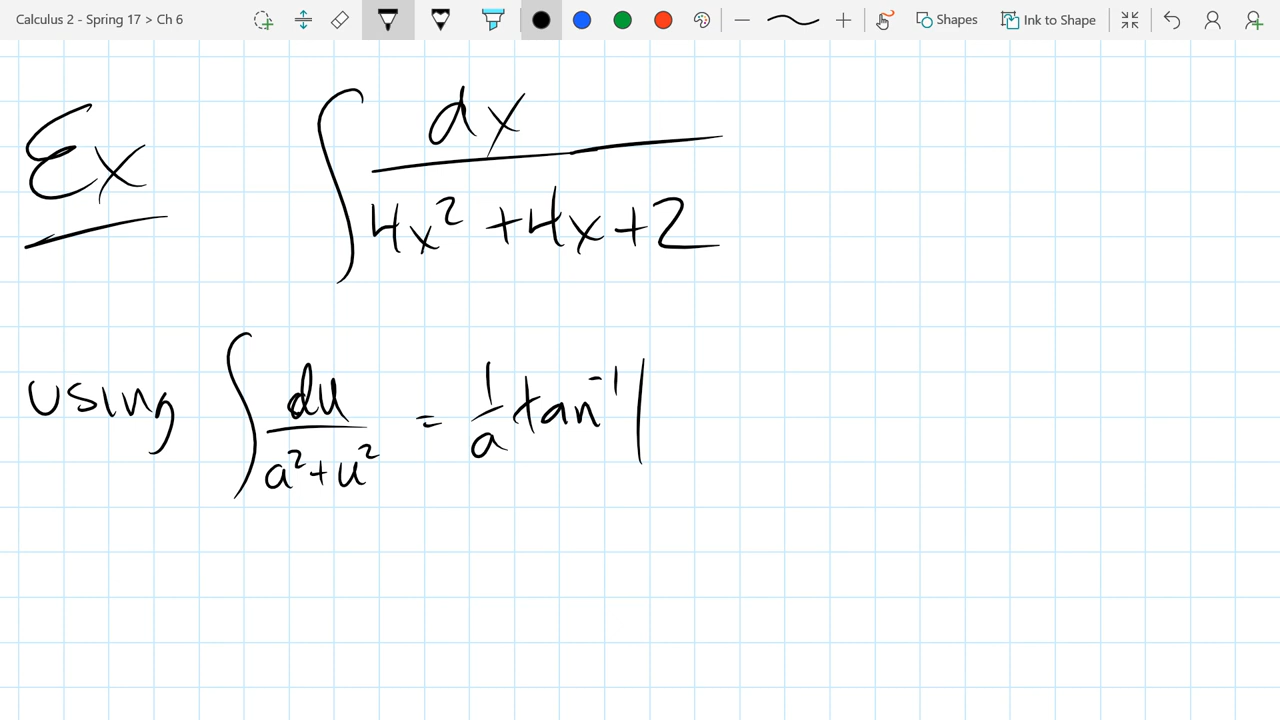 Calculus 2 - Spring 17 > Ch 6 Shapes Ink to Shape
Ex ∫ dx / (4x² + 4x + 2)
using ∫ du / (a² + u²) = 1/a tan⁻¹ |